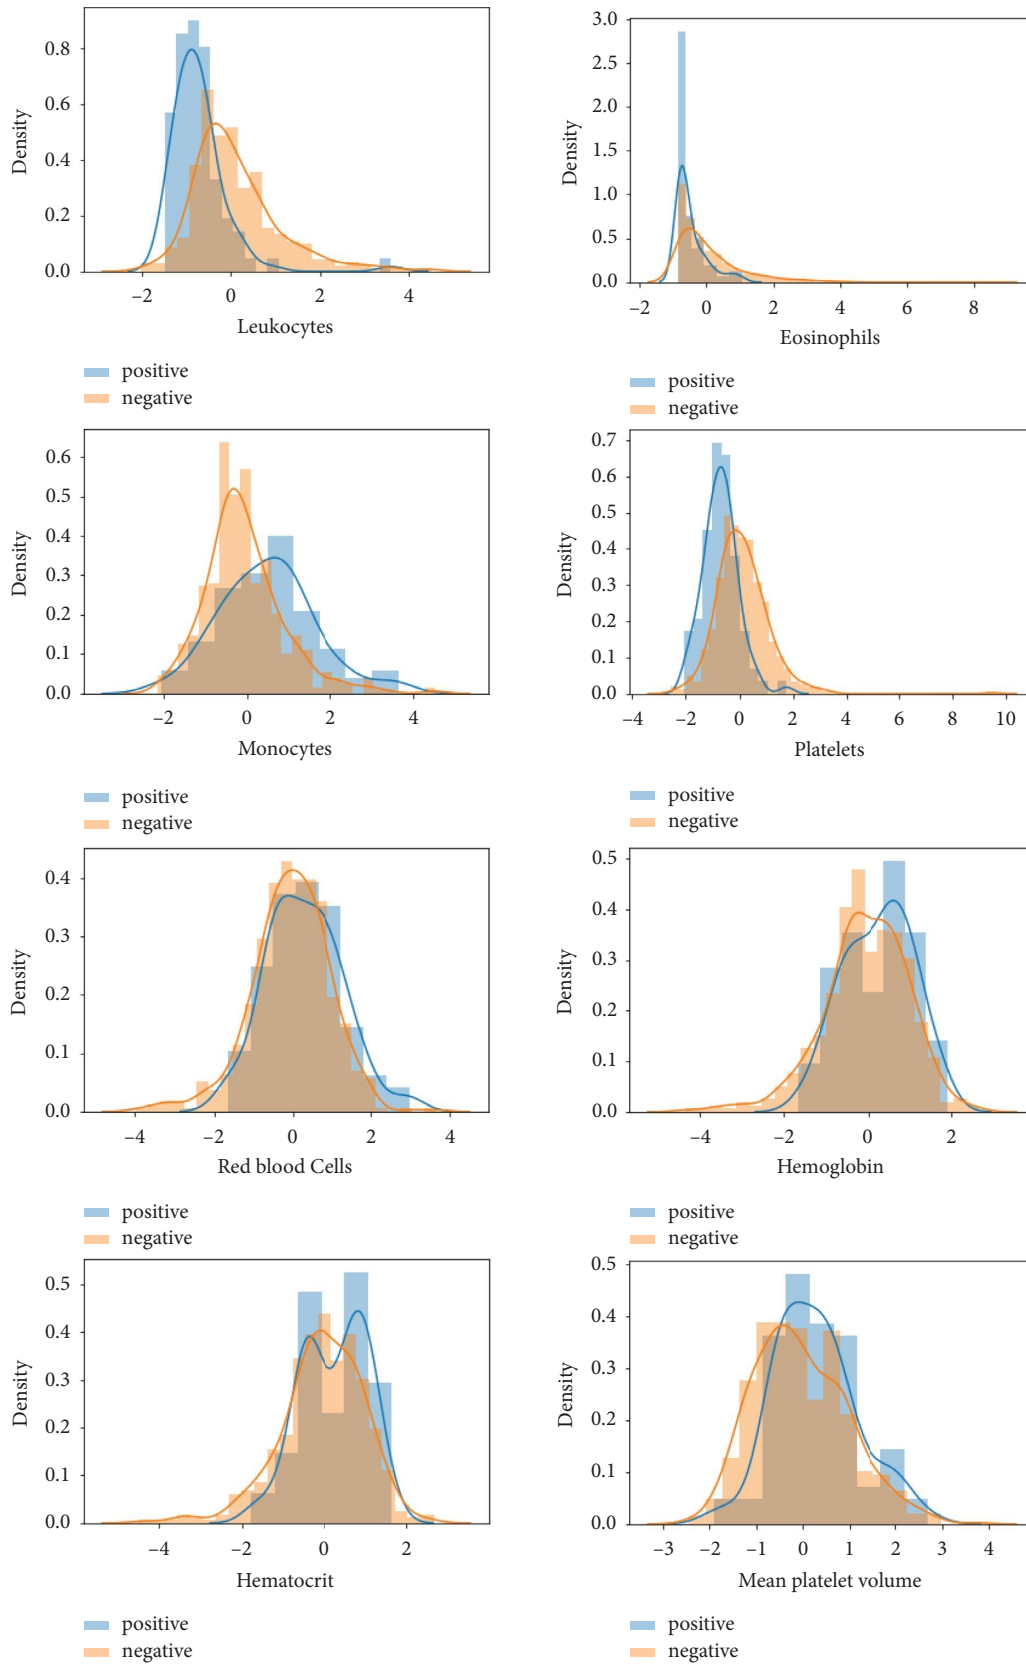 Density
0.8
0.6
0.4
0.2
0.0
−2 0 2 4
Leukocytes
positive
negative
Density
3.0
2.5
2.0
1.5
1.0
0.5
0.0
−2 0 2 4 6 8
Eosinophils
positive
negative
Density
0.6
0.5
0.4
0.3
0.2
0.1
0.0
−2 0 2 4
Monocytes
positive
negative
Density
0.7
0.6
0.5
0.4
0.3
0.2
0.1
0.0
−4 −2 0 2 4 6 8 10
Platelets
positive
negative
Density
0.4
0.3
0.2
0.1
0.0
−4 −2 0 2 4
Red blood Cells
positive
negative
Density
0.5
0.4
0.3
0.2
0.1
0.0
−4 −2 0 2
Hemoglobin
positive
negative
Density
0.5
0.4
0.3
0.2
0.1
0.0
−4 −2 0 2
Hematocrit
positive
negative
Density
0.5
0.4
0.3
0.2
0.1
0.0
−3 −2 −1 0 1 2 3 4
Mean platelet volume
positive
negative